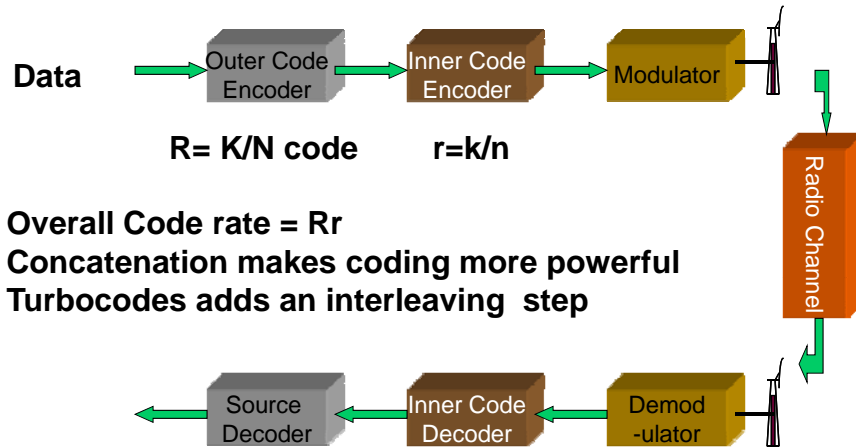 Data
Outer Code
Encoder
Inner Code
Encoder
Modulator
R= K/N code
r=k/n
Radio Channel
Overall Code rate = Rr
Concatenation makes coding more powerful
Turbocodes adds an interleaving step
Source
Decoder
Inner Code
Decoder
Demod
-ulator